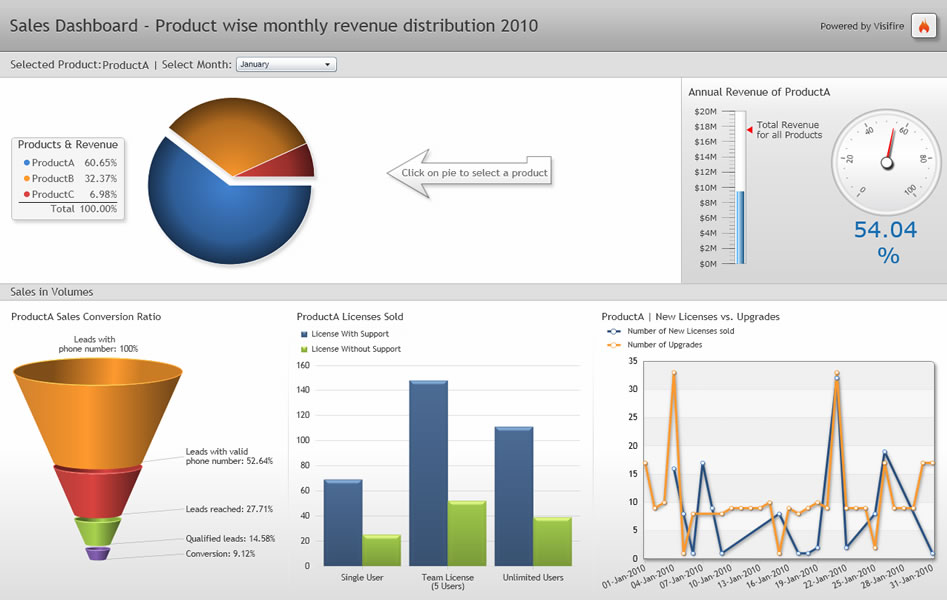 Sales Dashboard - Product wise monthly revenue distribution 2010
Powered by Visifire
Selected Product:ProductA | Select Month: January
Products & Revenue
ProductA 60.65%
ProductB 32.37%
ProductC 6.98%
Total 100.00%
Click on pie to select a product
Annual Revenue of ProductA
$20M
$18M
$16M
$14M
$12M
$10M
$8M
$6M
$4M
$2M
$0M
Total Revenue
for all Products
0
20
40
60
80
100
54.04
%
Sales in Volumes
ProductA Sales Conversion Ratio
Leads with
phone number: 100%
Leads with valid
phone number: 52.64%
Leads reached: 27.71%
Qualified leads: 14.58%
Conversion: 9.12%
ProductA Licenses Sold
License With Support
License Without Support
160
140
120
100
80
60
40
20
0
Single User
Team License
(5 Users)
Unlimited Users
ProductA | New Licenses vs. Upgrades
Number of New Licenses sold
Number of Upgrades
35
30
25
20
15
10
5
0
01-Jan-2010
04-Jan-2010
07-Jan-2010
10-Jan-2010
13-Jan-2010
16-Jan-2010
19-Jan-2010
22-Jan-2010
25-Jan-2010
28-Jan-2010
31-Jan-2010